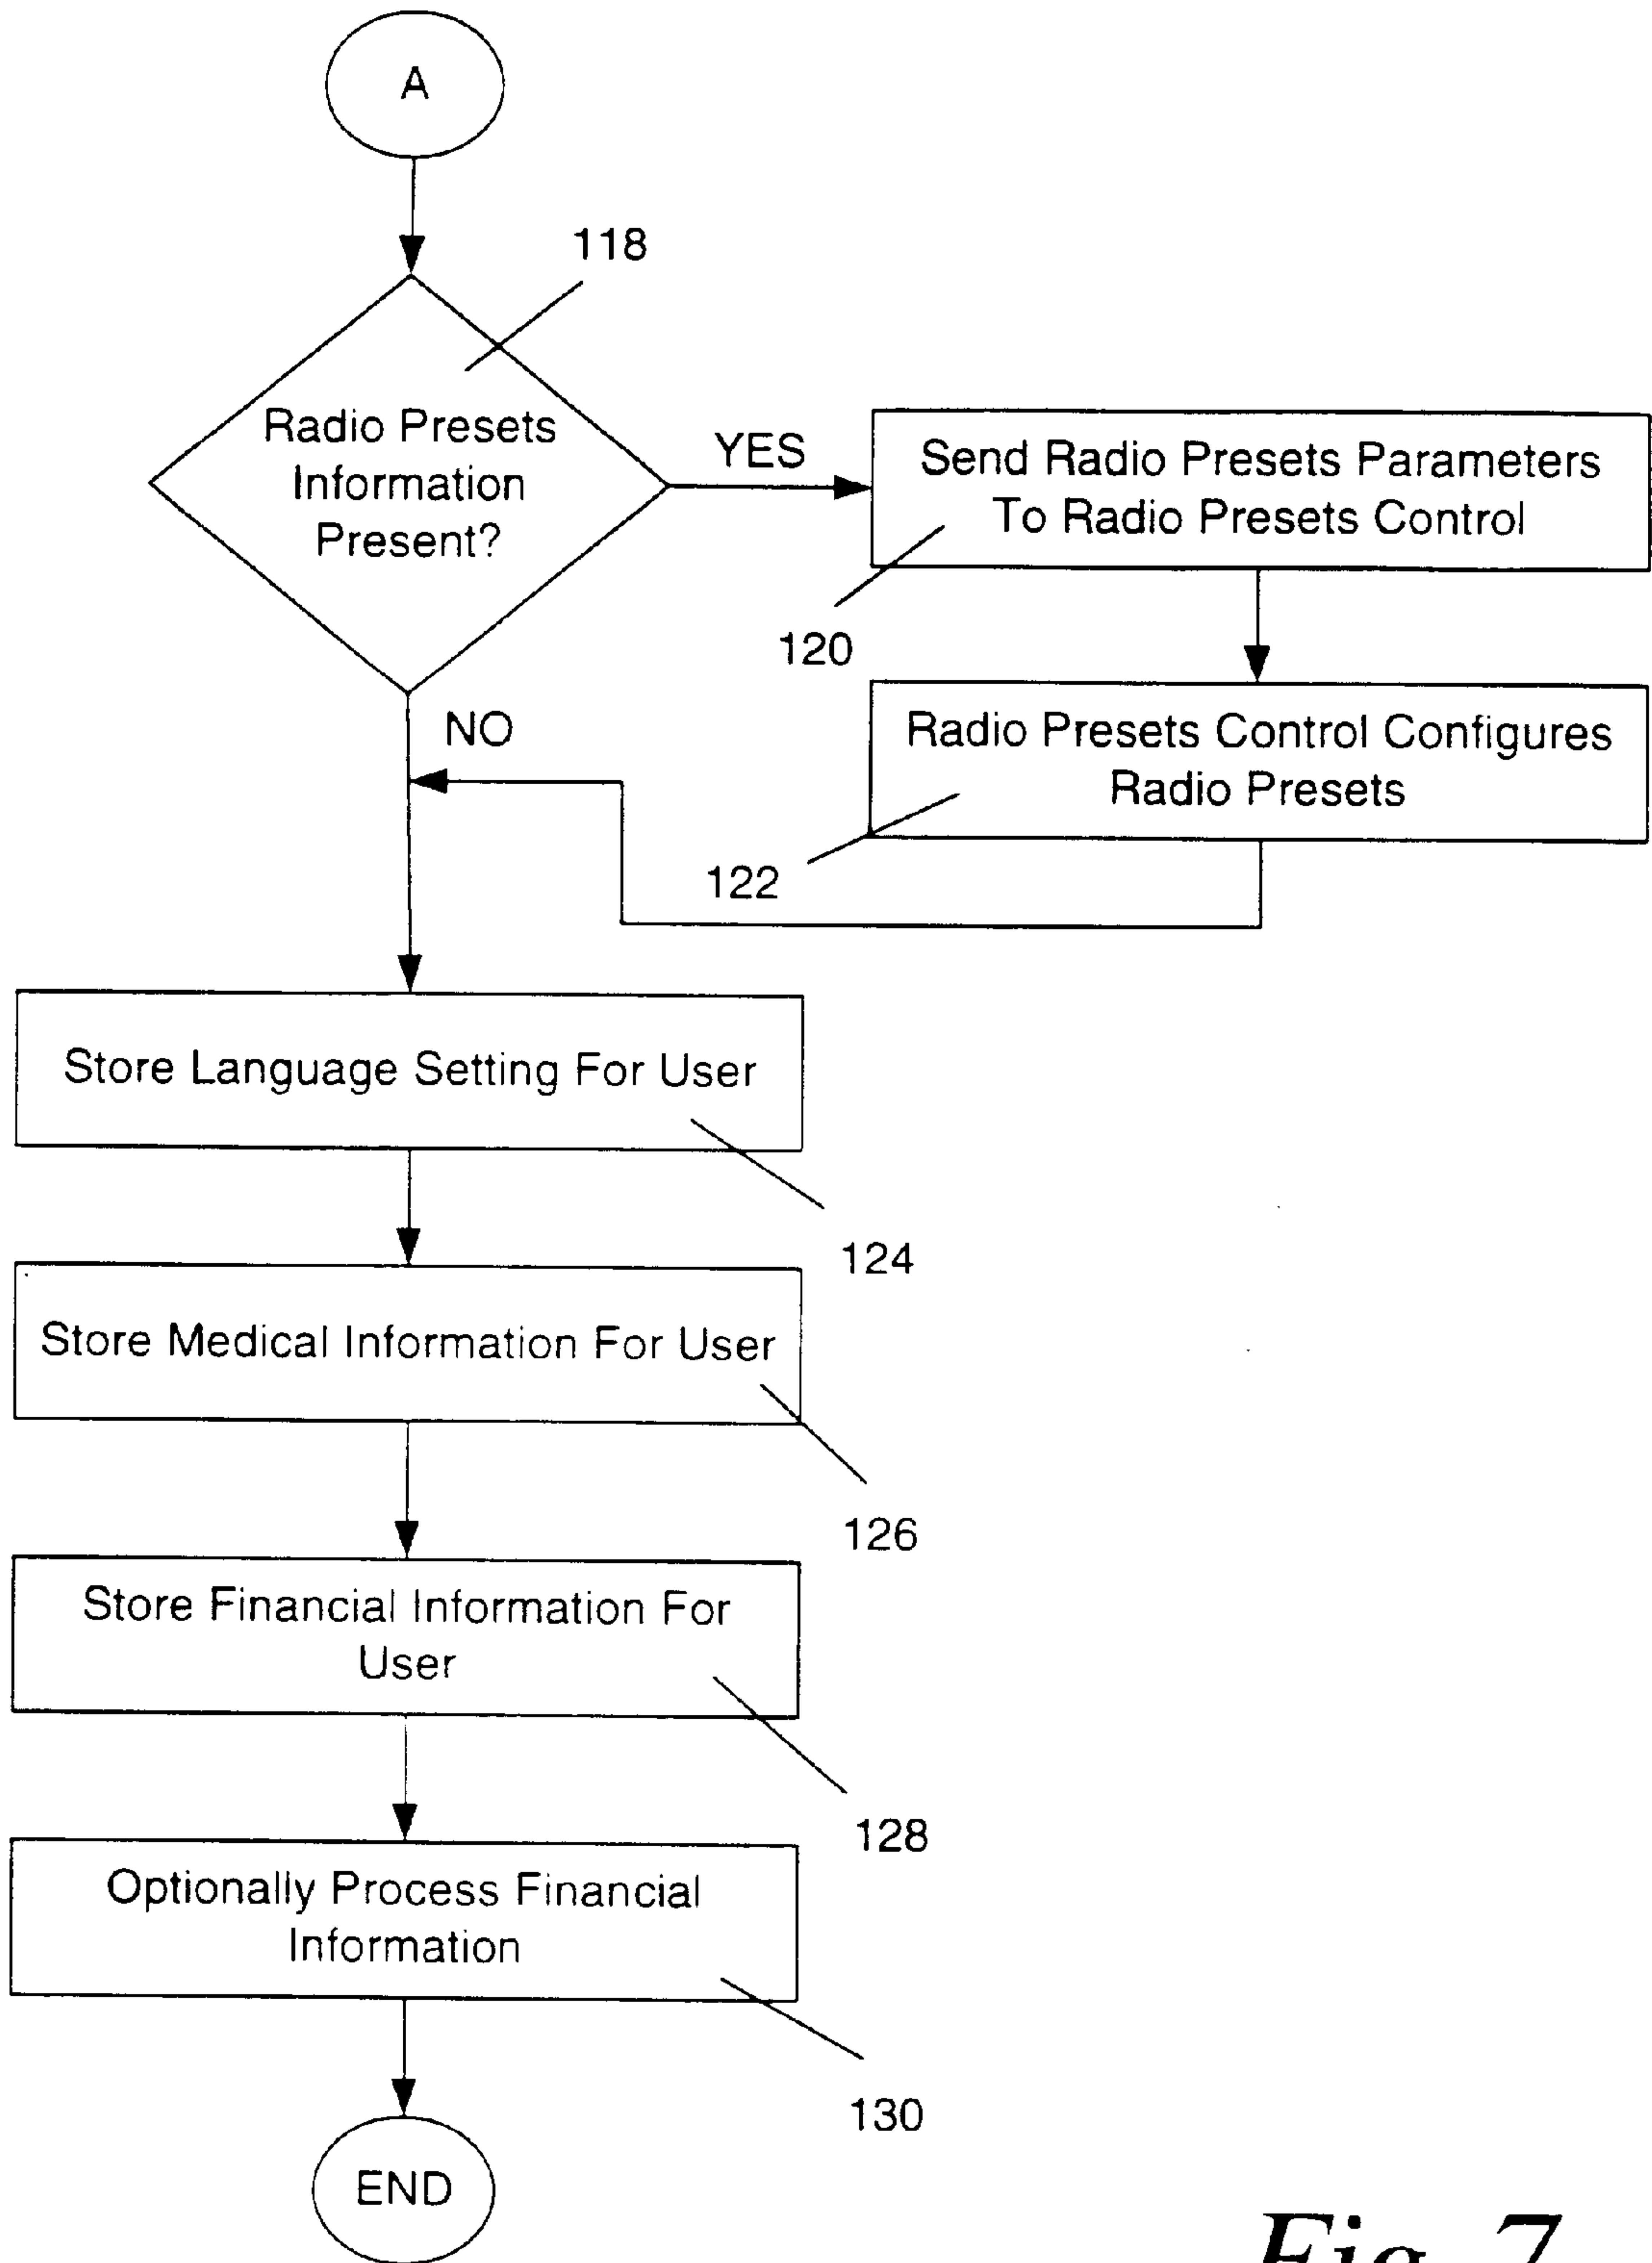 A
118
Radio Presets
Information
Present?
YES
Send Radio Presets Parameters
To Radio Presets Control
120
NO
Radio Presets Control Configures
Radio Presets
122
Store Language Setting For User
124
Store Medical Information For User
126
Store Financial Information For
User
128
Optionally Process Financial
Information
130
END
Fig. 7